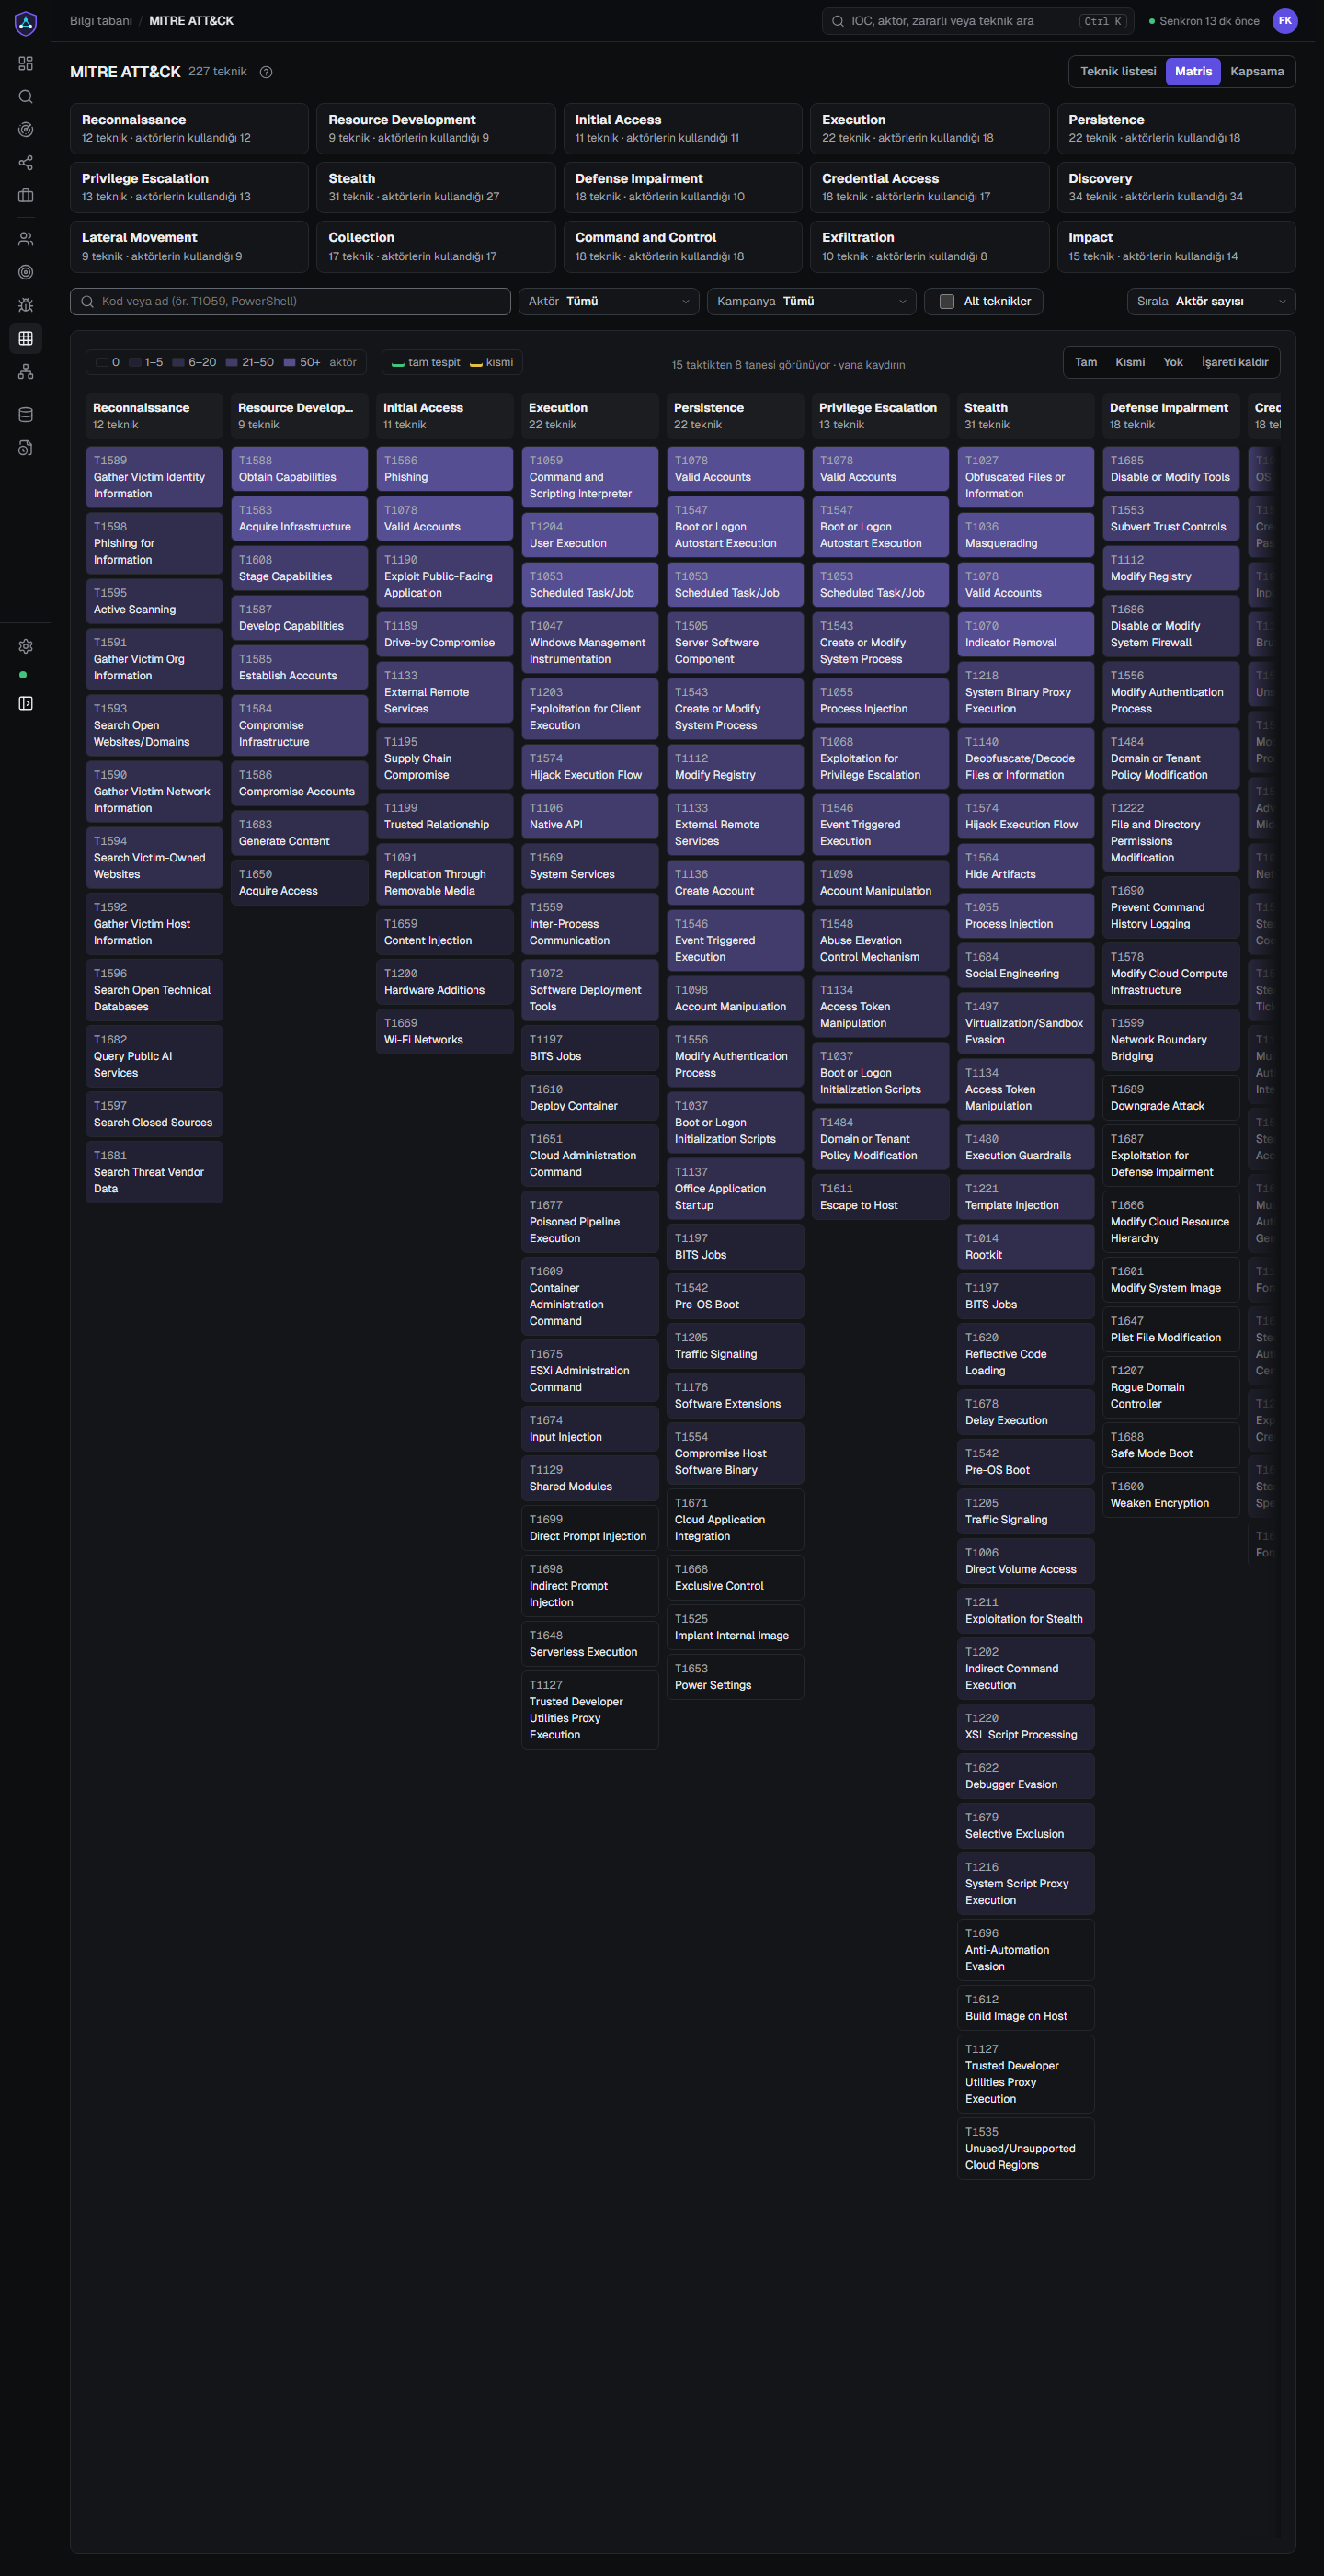 Bilgi tabanı / MITRE ATT&CK
IOC, aktör, zararlı veya teknik ara Ctrl K
Senkron 13 dk önce
FK
MITRE ATT&CK 227 teknik
Teknik listesi Matris Kapsama
Reconnaissance
12 teknik · aktörlerin kullandığı 12
Resource Development
9 teknik · aktörlerin kullandığı 9
Initial Access
11 teknik · aktörlerin kullandığı 11
Execution
22 teknik · aktörlerin kullandığı 18
Persistence
22 teknik · aktörlerin kullandığı 18
Privilege Escalation
13 teknik · aktörlerin kullandığı 13
Stealth
31 teknik · aktörlerin kullandığı 27
Defense Impairment
18 teknik · aktörlerin kullandığı 10
Credential Access
18 teknik · aktörlerin kullandığı 17
Discovery
34 teknik · aktörlerin kullandığı 34
Lateral Movement
9 teknik · aktörlerin kullandığı 9
Collection
17 teknik · aktörlerin kullandığı 17
Command and Control
18 teknik · aktörlerin kullandığı 18
Exfiltration
10 teknik · aktörlerin kullandığı 8
Impact
15 teknik · aktörlerin kullandığı 14
Kod veya ad (ör. T1059, PowerShell)
Aktör Tümü
Kampanya Tümü
Alt teknikler
Sırala Aktör sayısı
0 1–5 6–20 21–50 50+ aktör
tam tespit kısmi
15 taktikten 8 tanesi görünüyor · yana kaydırın
Tam Kısmi Yok İşareti kaldır
Reconnaissance
12 teknik
T1589
Gather Victim Identity
Information
T1598
Phishing for
Information
T1595
Active Scanning
T1591
Gather Victim Org
Information
T1593
Search Open
Websites/Domains
T1590
Gather Victim Network
Information
T1594
Search Victim-Owned
Websites
T1592
Gather Victim Host
Information
T1596
Search Open Technical
Databases
T1682
Query Public AI
Services
T1597
Search Closed Sources
T1681
Search Threat Vendor
Data
Resource Develop...
9 teknik
T1588
Obtain Capabilities
T1583
Acquire Infrastructure
T1608
Stage Capabilities
T1587
Develop Capabilities
T1585
Establish Accounts
T1584
Compromise
Infrastructure
T1586
Compromise Accounts
T1683
Generate Content
T1650
Acquire Access
Initial Access
11 teknik
T1566
Phishing
T1078
Valid Accounts
T1190
Exploit Public-Facing
Application
T1189
Drive-by Compromise
T1133
External Remote
Services
T1195
Supply Chain
Compromise
T1199
Trusted Relationship
T1091
Replication Through
Removable Media
T1659
Content Injection
T1200
Hardware Additions
T1669
Wi-Fi Networks
Execution
22 teknik
T1059
Command and
Scripting Interpreter
T1204
User Execution
T1053
Scheduled Task/Job
T1047
Windows Management
Instrumentation
T1203
Exploitation for Client
Execution
T1574
Hijack Execution Flow
T1106
Native API
T1569
System Services
T1559
Inter-Process
Communication
T1072
Software Deployment
Tools
T1197
BITS Jobs
T1610
Deploy Container
T1651
Cloud Administration
Command
T1677
Poisoned Pipeline
Execution
T1609
Container
Administration
Command
T1675
ESXi Administration
Command
T1674
Input Injection
T1129
Shared Modules
T1699
Direct Prompt Injection
T1698
Indirect Prompt
Injection
T1648
Serverless Execution
T1127
Trusted Developer
Utilities Proxy
Execution
Persistence
22 teknik
T1078
Valid Accounts
T1547
Boot or Logon
Autostart Execution
T1053
Scheduled Task/Job
T1505
Server Software
Component
T1543
Create or Modify
System Process
T1112
Modify Registry
T1133
External Remote
Services
T1136
Create Account
T1546
Event Triggered
Execution
T1098
Account Manipulation
T1556
Modify Authentication
Process
T1037
Boot or Logon
Initialization Scripts
T1137
Office Application
Startup
T1197
BITS Jobs
T1542
Pre-OS Boot
T1205
Traffic Signaling
T1176
Software Extensions
T1554
Compromise Host
Software Binary
T1671
Cloud Application
Integration
T1668
Exclusive Control
T1525
Implant Internal Image
T1653
Power Settings
Privilege Escalation
13 teknik
T1078
Valid Accounts
T1547
Boot or Logon
Autostart Execution
T1053
Scheduled Task/Job
T1543
Create or Modify
System Process
T1055
Process Injection
T1068
Exploitation for
Privilege Escalation
T1546
Event Triggered
Execution
T1098
Account Manipulation
T1548
Abuse Elevation
Control Mechanism
T1134
Access Token
Manipulation
T1037
Boot or Logon
Initialization Scripts
T1484
Domain or Tenant
Policy Modification
T1611
Escape to Host
Stealth
31 teknik
T1027
Obfuscated Files or
Information
T1036
Masquerading
T1078
Valid Accounts
T1070
Indicator Removal
T1218
System Binary Proxy
Execution
T1140
Deobfuscate/Decode
Files or Information
T1574
Hijack Execution Flow
T1564
Hide Artifacts
T1055
Process Injection
T1684
Social Engineering
T1497
Virtualization/Sandbox
Evasion
T1134
Access Token
Manipulation
T1480
Execution Guardrails
T1221
Template Injection
T1014
Rootkit
T1197
BITS Jobs
T1620
Reflective Code
Loading
T1678
Delay Execution
T1542
Pre-OS Boot
T1205
Traffic Signaling
T1006
Direct Volume Access
T1211
Exploitation for Stealth
T1202
Indirect Command
Execution
T1220
XSL Script Processing
T1622
Debugger Evasion
T1679
Selective Exclusion
T1216
System Script Proxy
Execution
T1696
Anti-Automation
Evasion
T1612
Build Image on Host
T1127
Trusted Developer
Utilities Proxy
Execution
T1535
Unused/Unsupported
Cloud Regions
Defense Impairment
18 teknik
T1685
Disable or Modify Tools
T1553
Subvert Trust Controls
T1112
Modify Registry
T1686
Disable or Modify
System Firewall
T1556
Modify Authentication
Process
T1484
Domain or Tenant
Policy Modification
T1222
File and Directory
Permissions
Modification
T1690
Prevent Command
History Logging
T1578
Modify Cloud Compute
Infrastructure
T1599
Network Boundary
Bridging
T1689
Downgrade Attack
T1687
Exploitation for
Defense Impairment
T1666
Modify Cloud Resource
Hierarchy
T1601
Modify System Image
T1647
Plist File Modification
T1207
Rogue Domain
Controller
T1688
Safe Mode Boot
T1600
Weaken Encryption